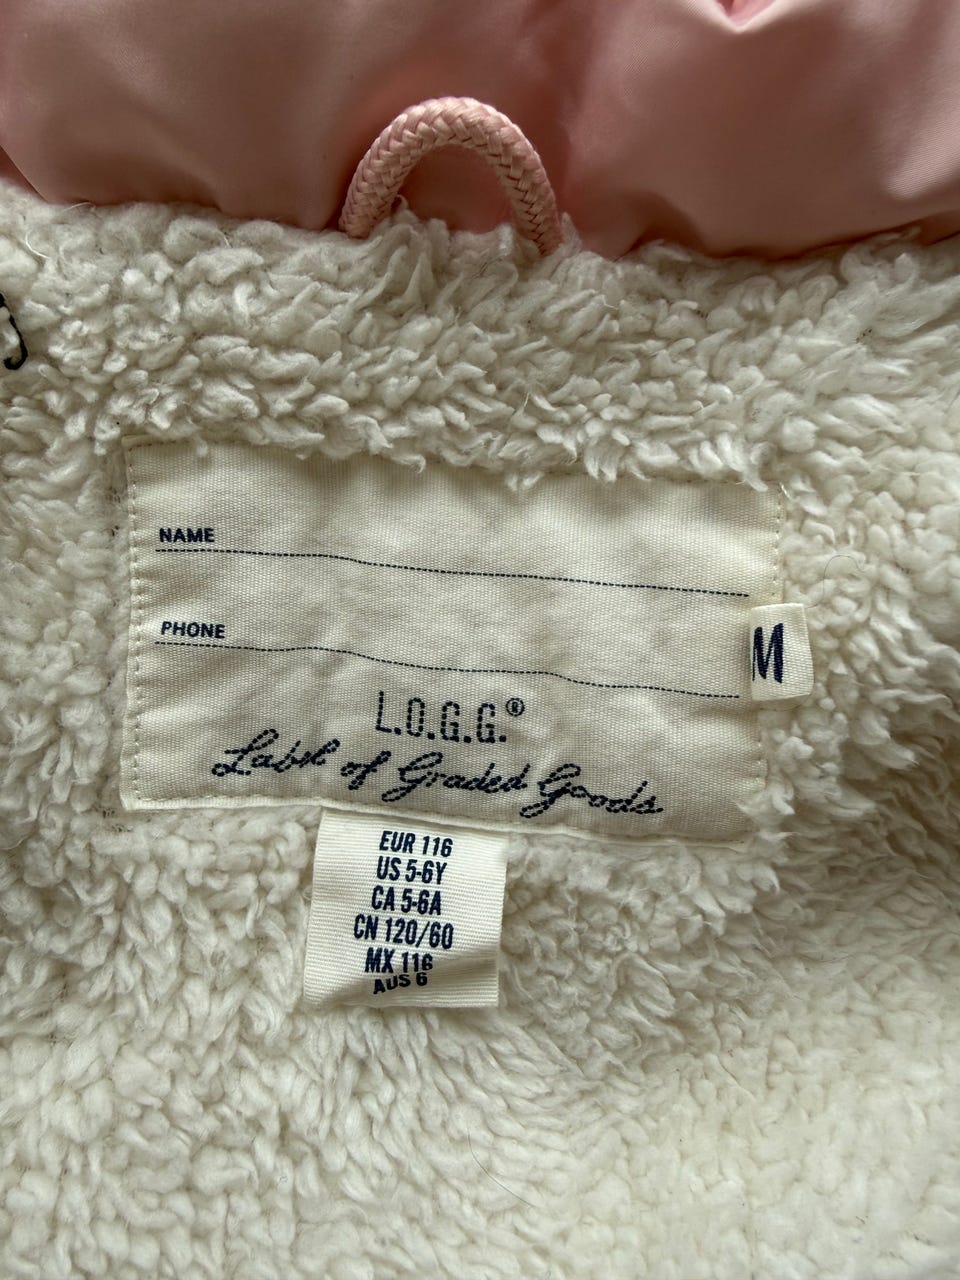 NAME
PHONE
M
L.O.G.G.®
Label of Graded Goods
EUR 116
US 5-6Y
CA 5-6A
CN 120/60
MX 116
AUS 6